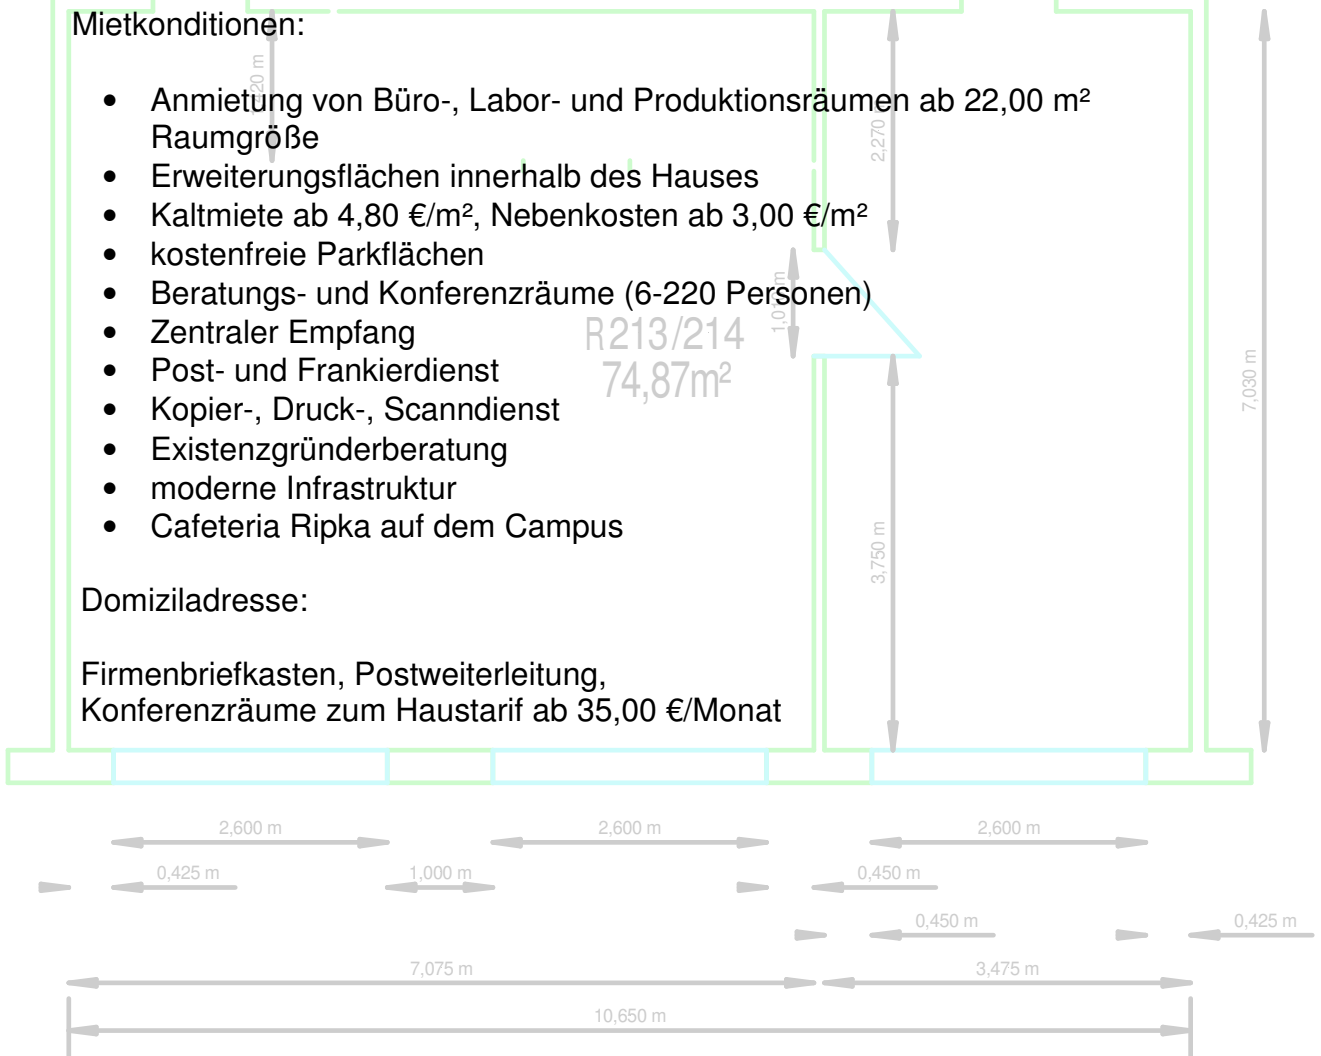 Mietkonditionen:
• Anmietung von Büro-, Labor- und Produktionsräumen ab 22,00 m²
Raumgröße
• Erweiterungsflächen innerhalb des Hauses
• Kaltmiete ab 4,80 €/m², Nebenkosten ab 3,00 €/m²
• kostenfreie Parkflächen
• Beratungs- und Konferenzräume (6-220 Personen)
• Zentraler Empfang
• Post- und Frankierdienst
• Kopier-, Druck-, Scanndienst
• Existenzgründerberatung
• moderne Infrastruktur
• Cafeteria Ripka auf dem Campus
Domiziladresse:
Firmenbriefkasten, Postweiterleitung,
Konferenzräume zum Haustarif ab 35,00 €/Monat
R213/214
74,87m²
2,270
7,030 m
3,750 m
2,600 m 2,600 m 2,600 m
0,425 m 1,000 m 0,450 m
0,450 m 0,425 m
7,075 m 3,475 m
10,650 m